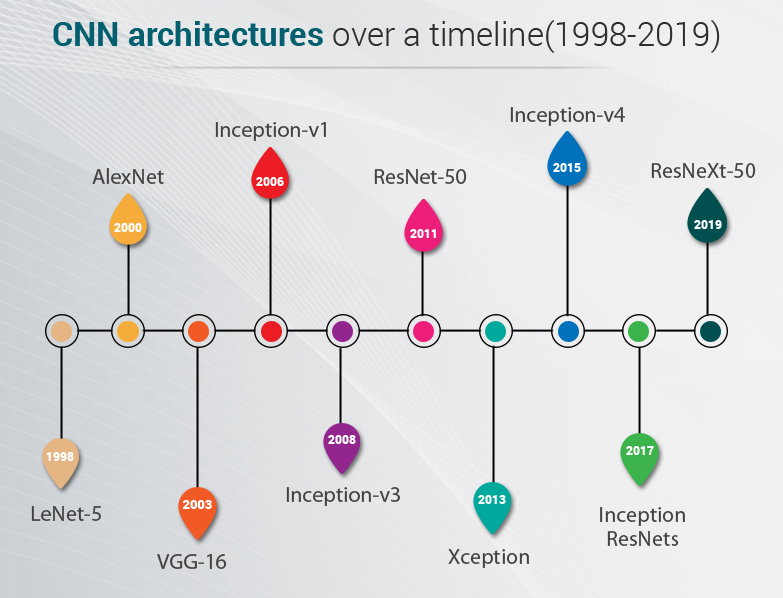 CNN architectures over a timeline(1998-2019)
Inception-v4
Inception-v1
ResNeXt-50
AlexNet
ResNet-50
2015
2006
2000
2011
2019
2008
1998
2017
Inception-v3
2013
2003
LeNet-5
Inception
ResNets
Xception
VGG-16